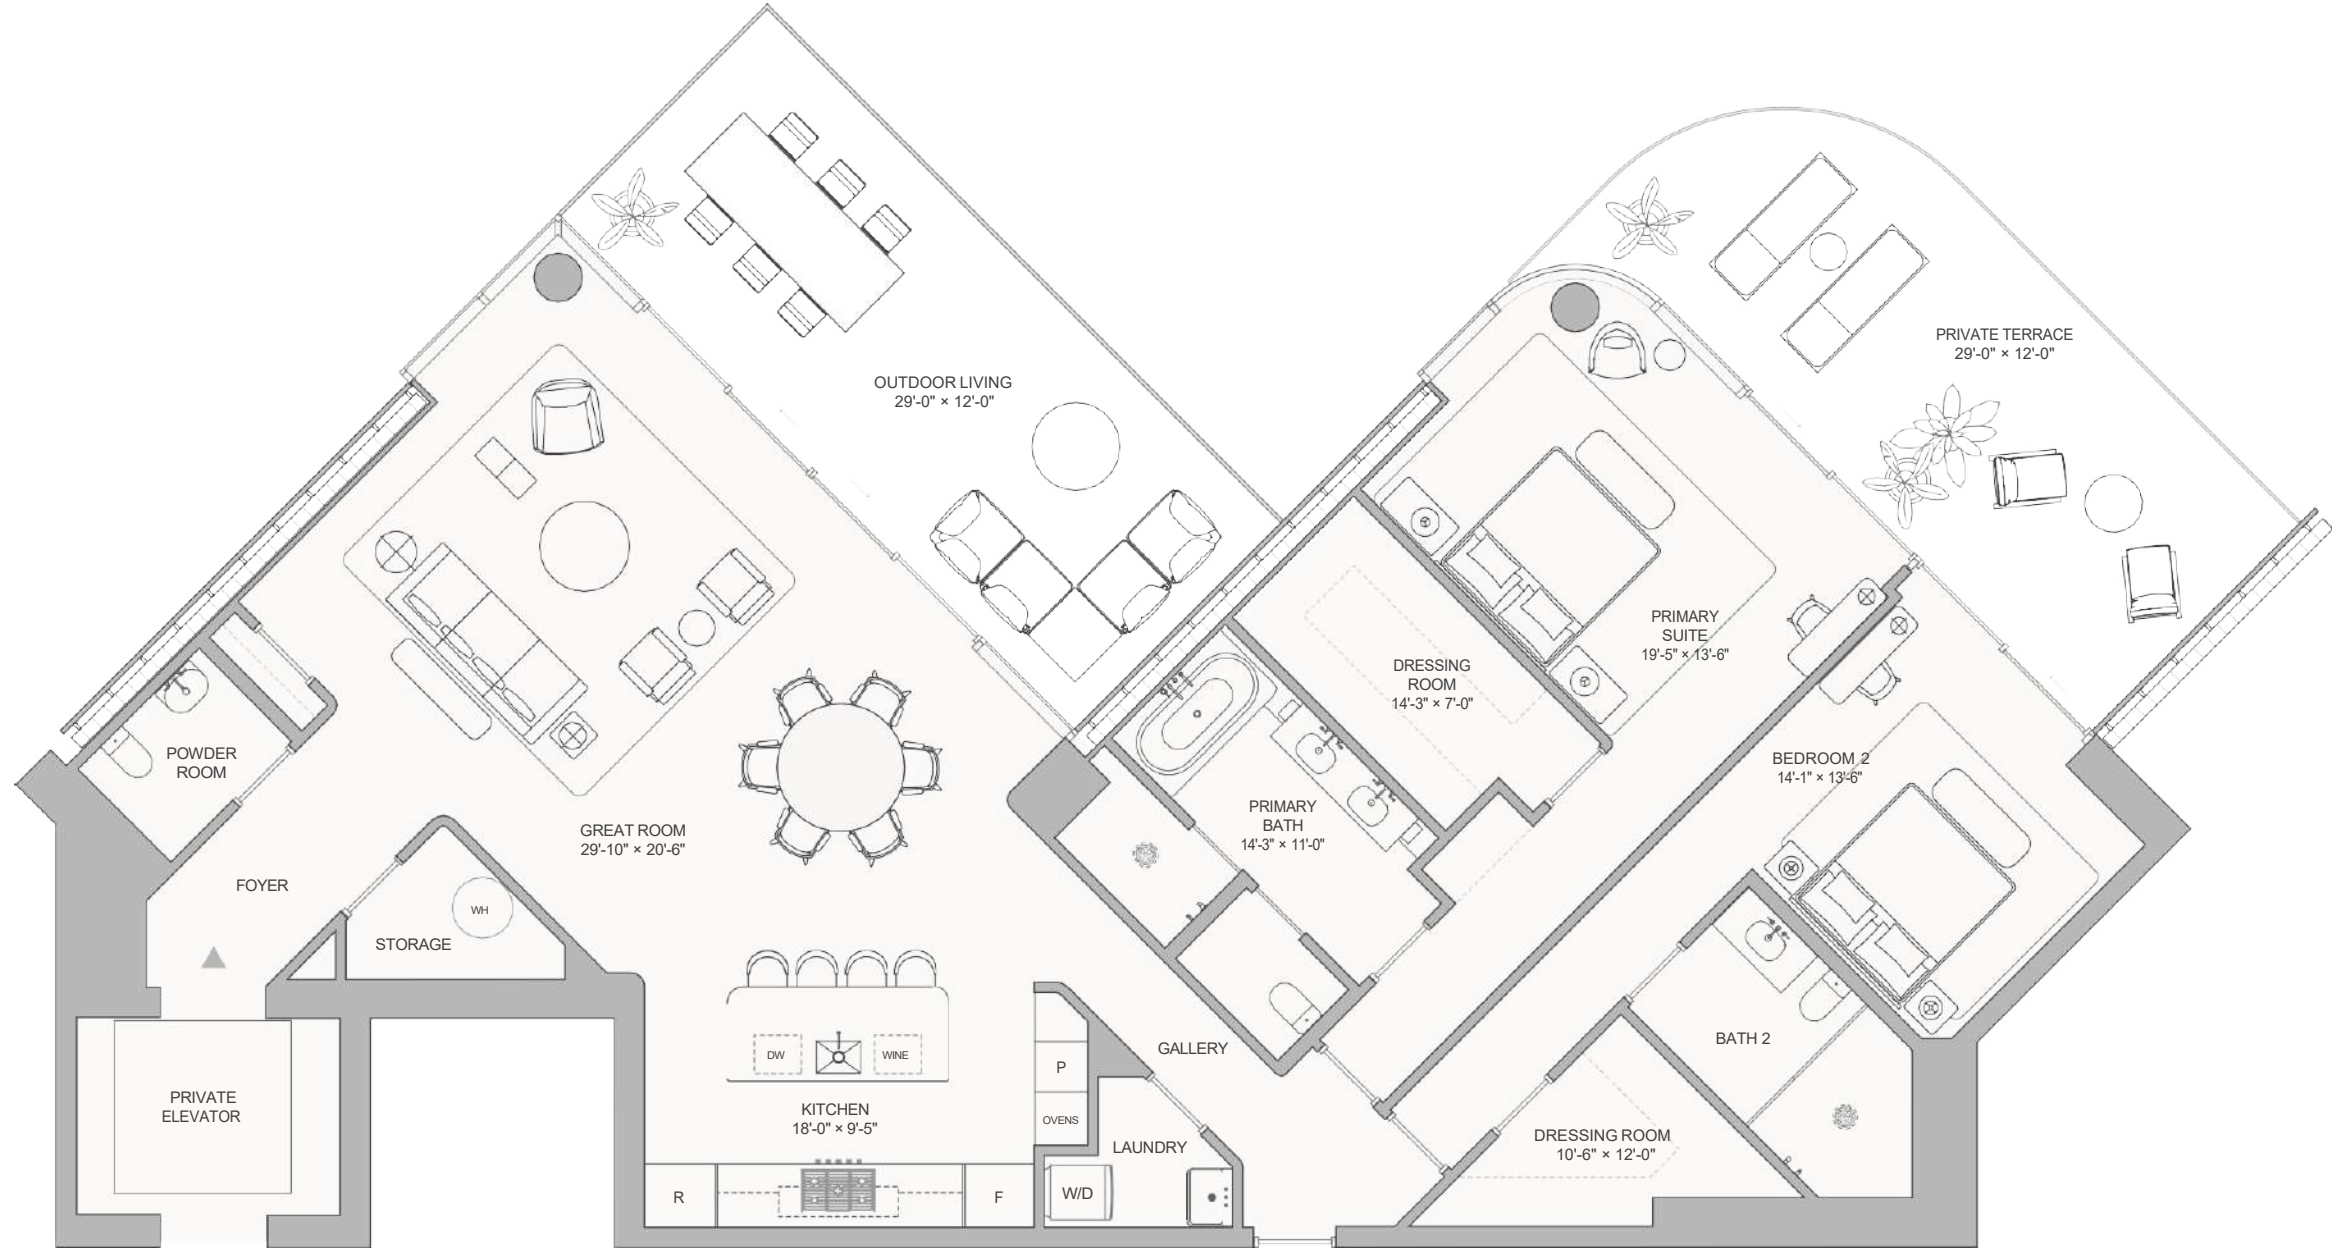 OUTDOOR LIVING
29'-0" × 12'-0"
PRIVATE TERRACE
29'-0" × 12'-0"
PRIMARY
SUITE
19'-5" × 13'-6"
DRESSING
ROOM
14'-3" × 7'-0"
POWDER
ROOM
BEDROOM 2
14'-1" × 13'-6"
GREAT ROOM
29'-10" × 20'-6"
PRIMARY
BATH
14'-3" × 11'-0"
FOYER
WH
STORAGE
DW
WINE
GALLERY
BATH 2
P
PRIVATE
ELEVATOR
KITCHEN
18'-0" × 9'-5"
OVENS
LAUNDRY
DRESSING ROOM
10'-6" × 12'-0"
R
F
W/D